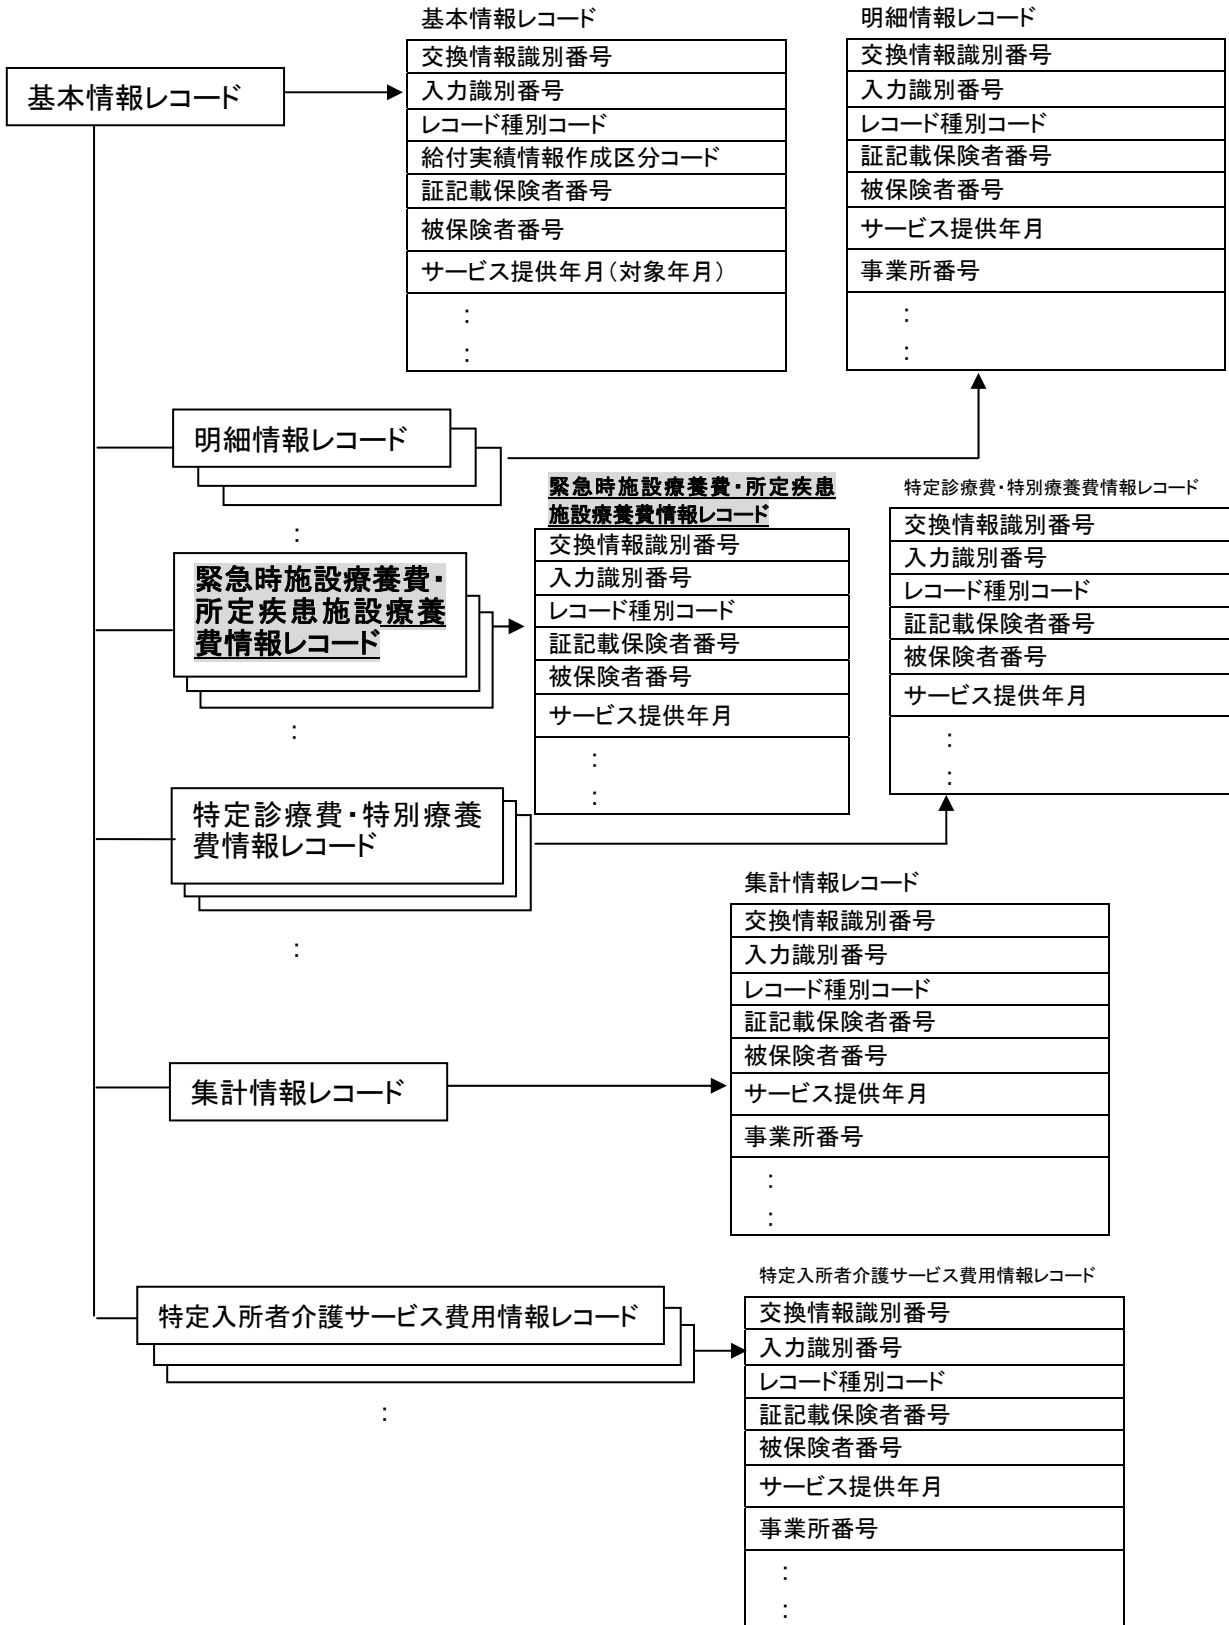 基本情報レコード
基本情報レコード
交換情報識別番号
入力識別番号
レコード種別コード
給付実績情報作成区分コード
証記載保険者番号
被保険者番号
サービス提供年月(対象年月)
:
:
明細情報レコード
交換情報識別番号
入力識別番号
レコード種別コード
証記載保険者番号
被保険者番号
サービス提供年月
事業所番号
:
:
明細情報レコード
:
緊急時施設療養費・
所定疾患施設療養
費情報レコード
:
緊急時施設療養費・所定疾患
施設療養費情報レコード
交換情報識別番号
入力識別番号
レコード種別コード
証記載保険者番号
被保険者番号
サービス提供年月
:
:
特定診療費・特別療養費情報レコード
交換情報識別番号
入力識別番号
レコード種別コード
証記載保険者番号
被保険者番号
サービス提供年月
:
:
特定診療費・特別療養
費情報レコード
:
集計情報レコード
集計情報レコード
交換情報識別番号
入力識別番号
レコード種別コード
証記載保険者番号
被保険者番号
サービス提供年月
事業所番号
:
:
特定入所者介護サービス費用情報レコード
:
特定入所者介護サービス費用情報レコード
交換情報識別番号
入力識別番号
レコード種別コード
証記載保険者番号
被保険者番号
サービス提供年月
事業所番号
:
: